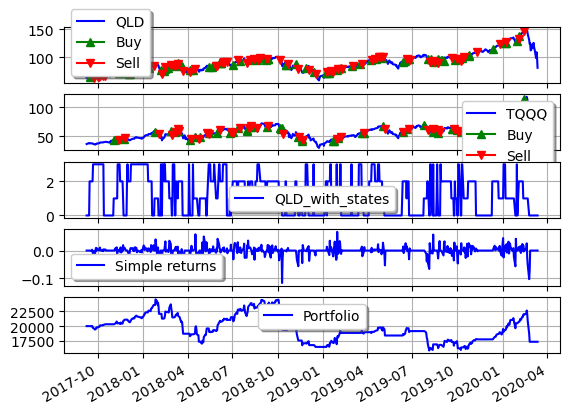 150
100
QLD
Buy
Sell
100
50
TQQQ
Buy
Sell
2
0
QLD_with_states
0.0
−0.1
Simple returns
22500
20000
17500
Portfolio
2017-10
2018-01
2018-04
2018-07
2018-10
2019-01
2019-04
2019-07
2019-10
2020-01
2020-04